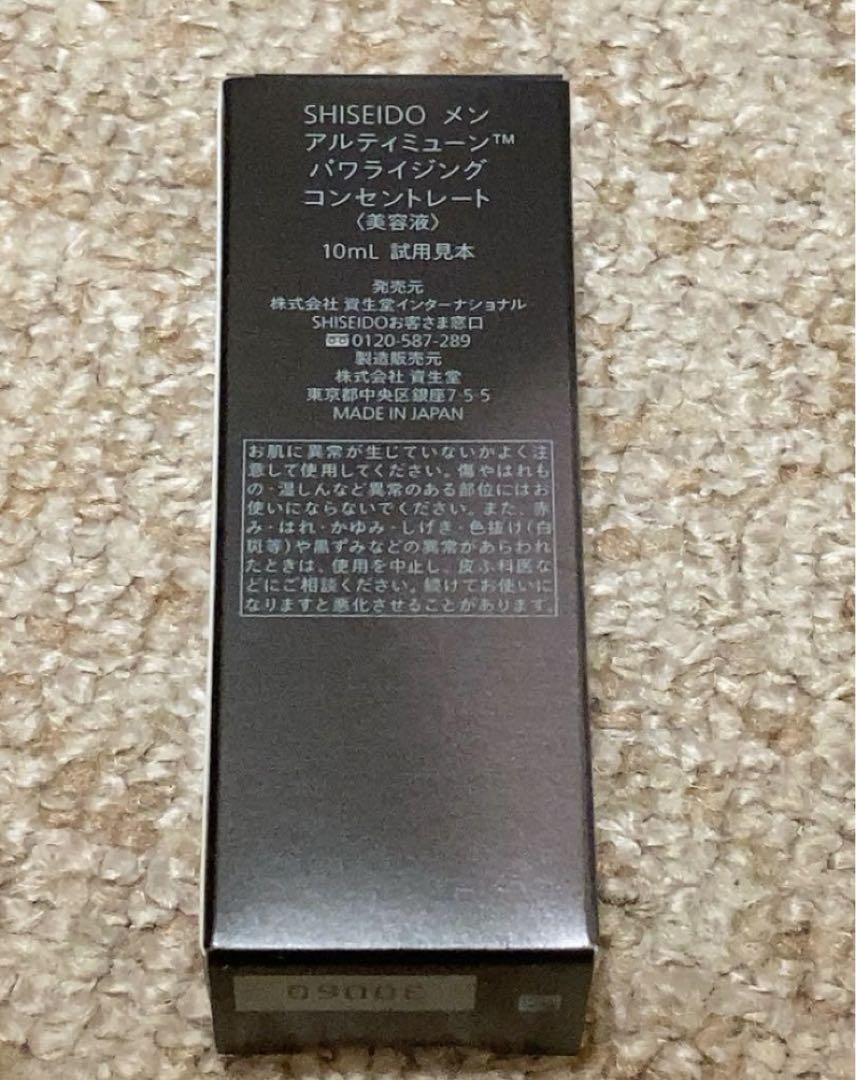 SHISEIDO メン
アルティミューン™
パワライジング
コンセントレート
〈美容液〉
10mL 試用見本
発売元
株式会社 資生堂インターナショナル
SHISEIDOお客さま窓口
0120-587-289
製造販売元
株式会社 資生堂
東京都中央区銀座7-5-5
MADE IN JAPAN
お肌に異常が生じていないかよく注
意して使用してください。傷やはれも
の・湿しんなど異常のある部位にはお
使いにならないでください。また、赤
み・はれ・かゆみ・しげき・色抜け(白
斑等)や黒ずみなどの異常があらわれ
たときは、使用を中止し、皮ふ科医な
どにご相談ください。続けてお使いに
なりますと悪化させることがあります。